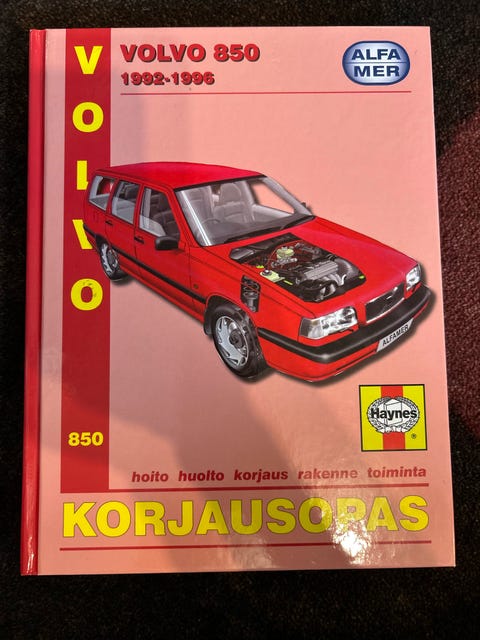 VOLVO
VOLVO 850
1992-1996
ALFA
MER
ALFAMER
Haynes
®
850
hoito huolto korjaus rakenne toiminta
KORJAUSOPAS